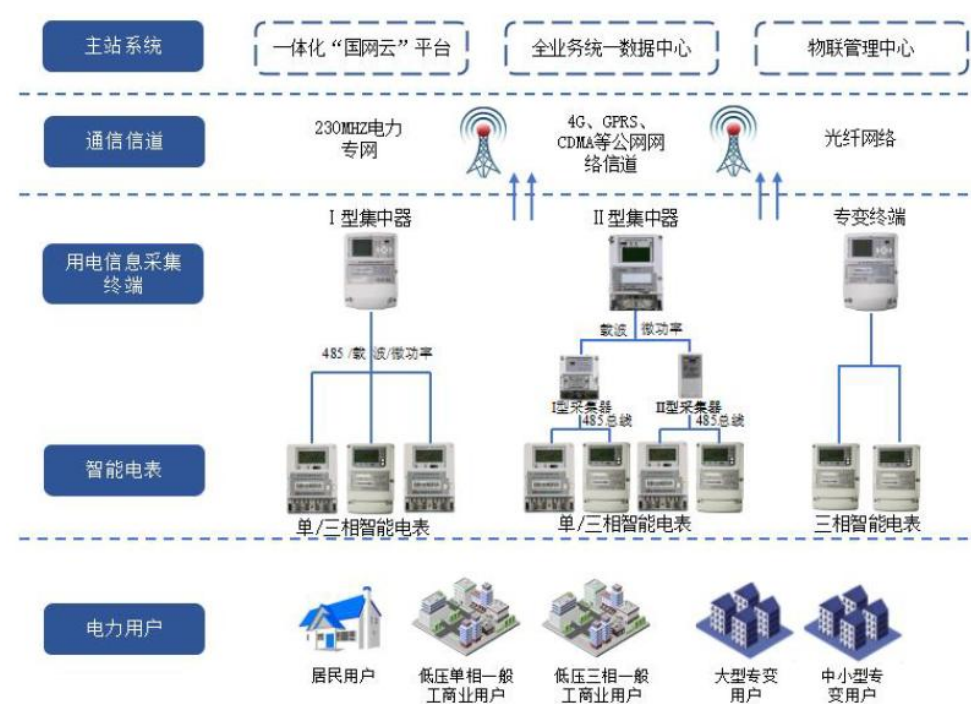 主站系统
一体化“国网云”平台
全业务统一数据中心
物联管理中心
通信信道
230MHZ电力
专网
4G、GPRS、
CDMA等公网网
络信道
光纤网络
用电信息采集
终端
Ⅰ型集中器
Ⅱ型集中器
专变终端
485/载波/微功率
载波
微功率
Ⅰ型采集器
485总线
Ⅱ型采集器
485总线
智能电表
单/三相智能电表
单/三相智能电表
三相智能电表
电力用户
居民用户
低压单相一般
工商业用户
低压三相一般
工商业用户
大型专变
用户
中小型专
变用户